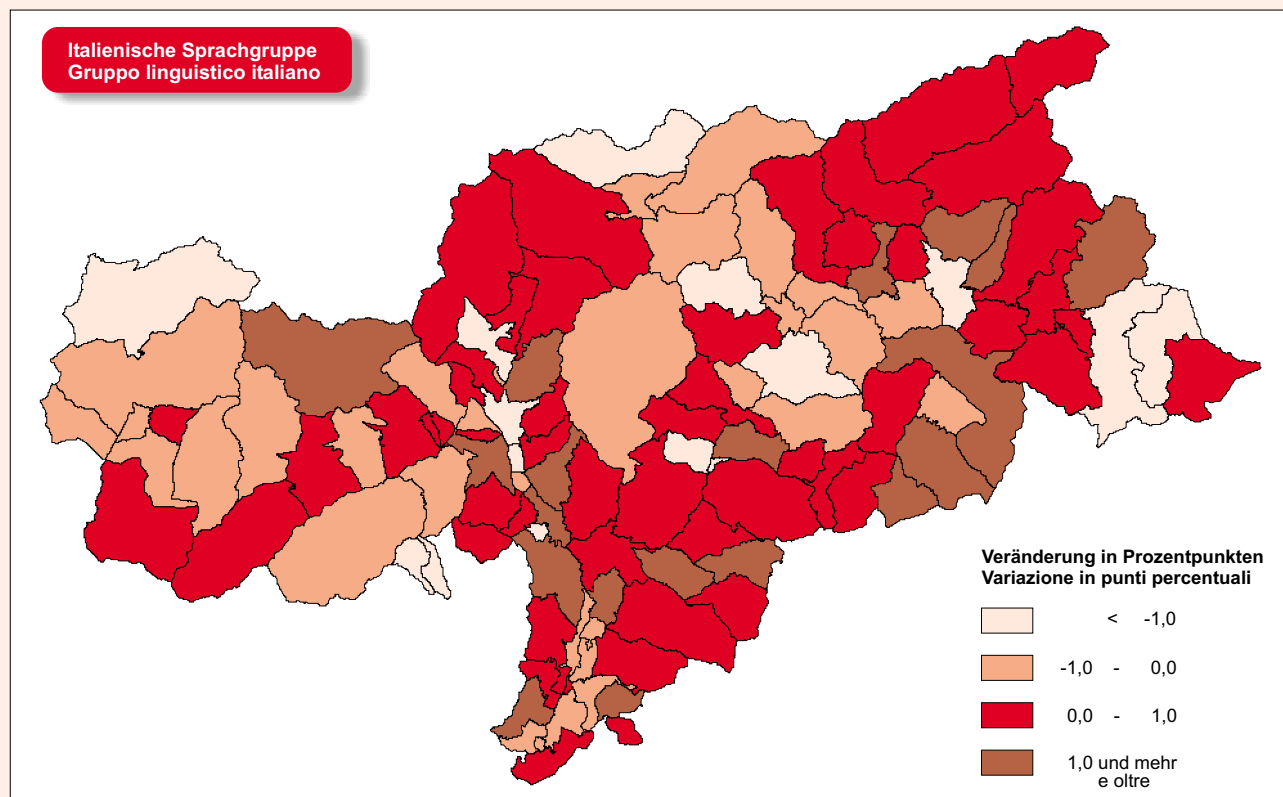 Italienische Sprachgruppe
Gruppo linguistico italiano
Veränderung in Prozentpunkten
Variazione in punti percentuali
< -1,0
-1,0 - 0,0
0,0 - 1,0
1,0 und mehr
e oltre